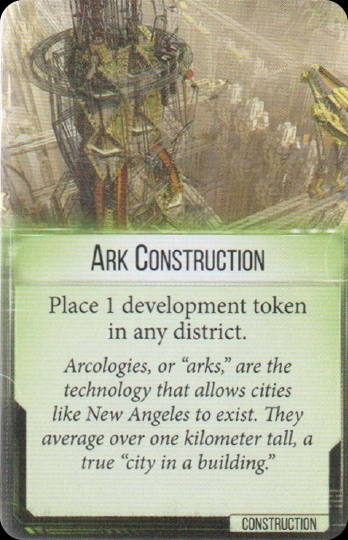 ARK CONSTRUCTION
Place 1 development token
in any district.
Arcologies, or “arks,” are the
technology that allows cities
like New Angeles to exist. They
average over one kilometer tall, a
true “city in a building.”
CONSTRUCTION